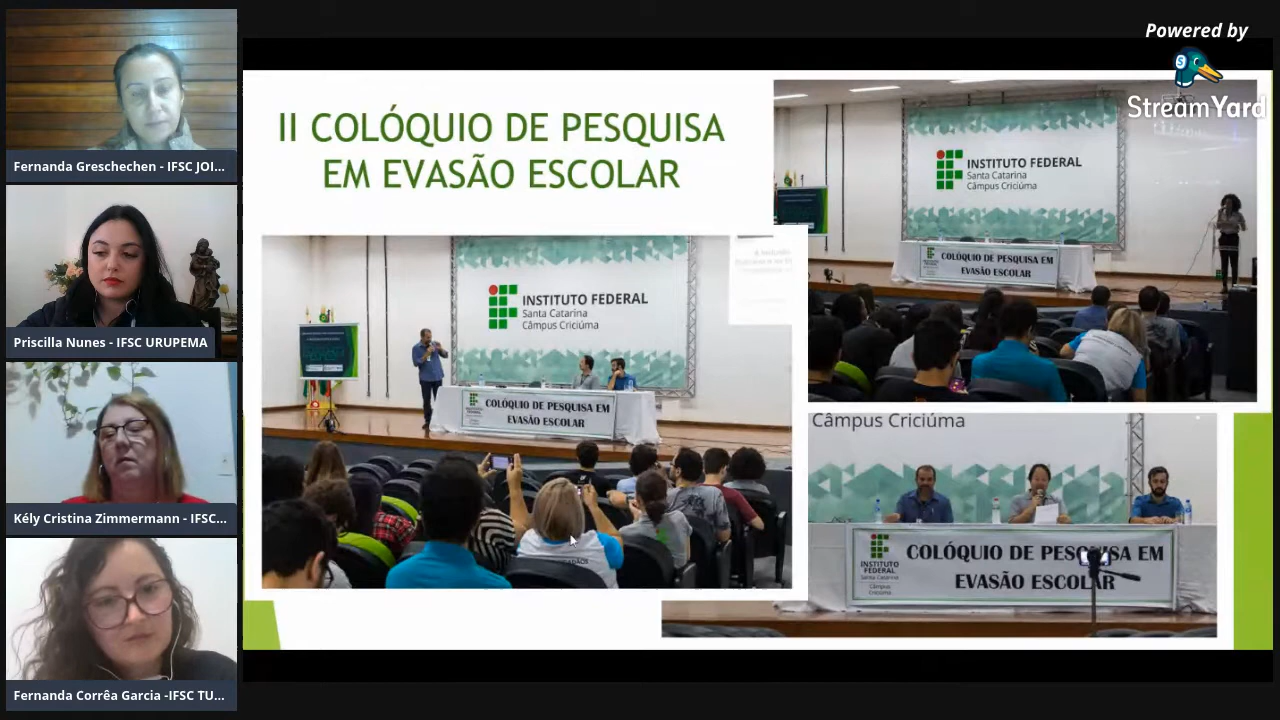 Powered by
StreamYard
Fernanda Greschechen - IFSC JOI...
Priscilla Nunes - IFSC URUPEMA
Kély Cristina Zimmermann - IFSC...
Fernanda Corrêa Garcia -IFSC TU...
II COLÓQUIO DE PESQUISA
EM EVASÃO ESCOLAR
INSTITUTO FEDERAL
Santa Catarina
Câmpus Criciúma
COLÓQUIO DE PESQUISA EM
EVASÃO ESCOLAR
INSTITUTO FEDERAL
Santa Catarina
Câmpus Criciúma
COLÓQUIO DE PESQUISA EM
EVASÃO ESCOLAR
Câmpus Criciúma
INSTITUTO
FEDERAL
Santa Catarina
Câmpus
Criciúma
COLÓQUIO DE PESQUISA EM
EVASÃO ESCOLAR